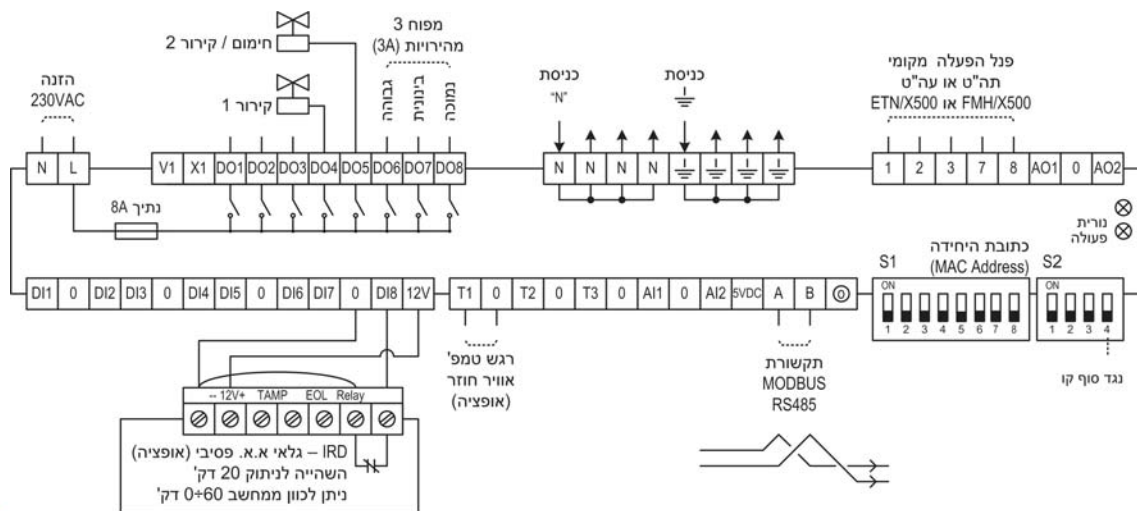 מפוח 3
מהירויות (3A)
חימום / קירור 2
קירור 1
גבוהה
בינונית
נמוכה
הזנה
230VAC
כניסת
"N"
כניסת
פנל הפעלה מקומי
תה"ט או עה"ט
ETN/X500 או FMH/X500
N L
V1 X1 DO1 DO2 DO3 DO4 DO5 DO6 DO7 DO8
N N N N
1 2 3 7 8 AO1 0 AO2
נתיך 8A
נורית
פעולה
כתובת היחידה
(MAC Address)
S1
S2
DI1 0 DI2 DI3 0 DI4 DI5 0 DI6 DI7 0 DI8 12V
T1 0 T2 0 T3 0 AI1 0 AI2 5VDC A B 0
ON
1 2 3 4 5 6 7 8
ON
1 2 3 4
נגד סוף קו
רגש טמפ'
אוויר חוזר
(אופציה)
תקשורת
MODBUS
RS485
-- 12V+ TAMP EOL Relay
IRD – גלאי א.א. פסיבי (אופציה)
השהייה לניתוק 20 דק'
ניתן לכוון ממחשב 60÷0 דק'